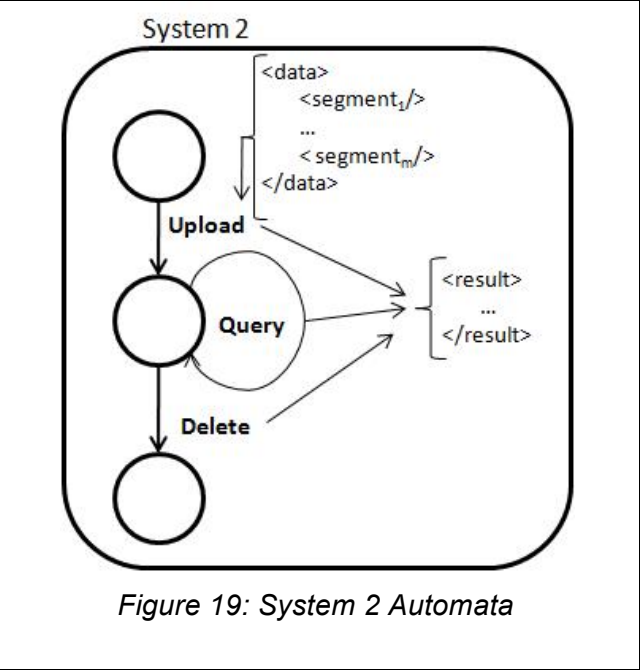 System 2
<data>
<segment₁/>
...
< segmentₘ/>
</data>
Upload
<result>
...
</result>
Query
Delete
Figure 19: System 2 Automata